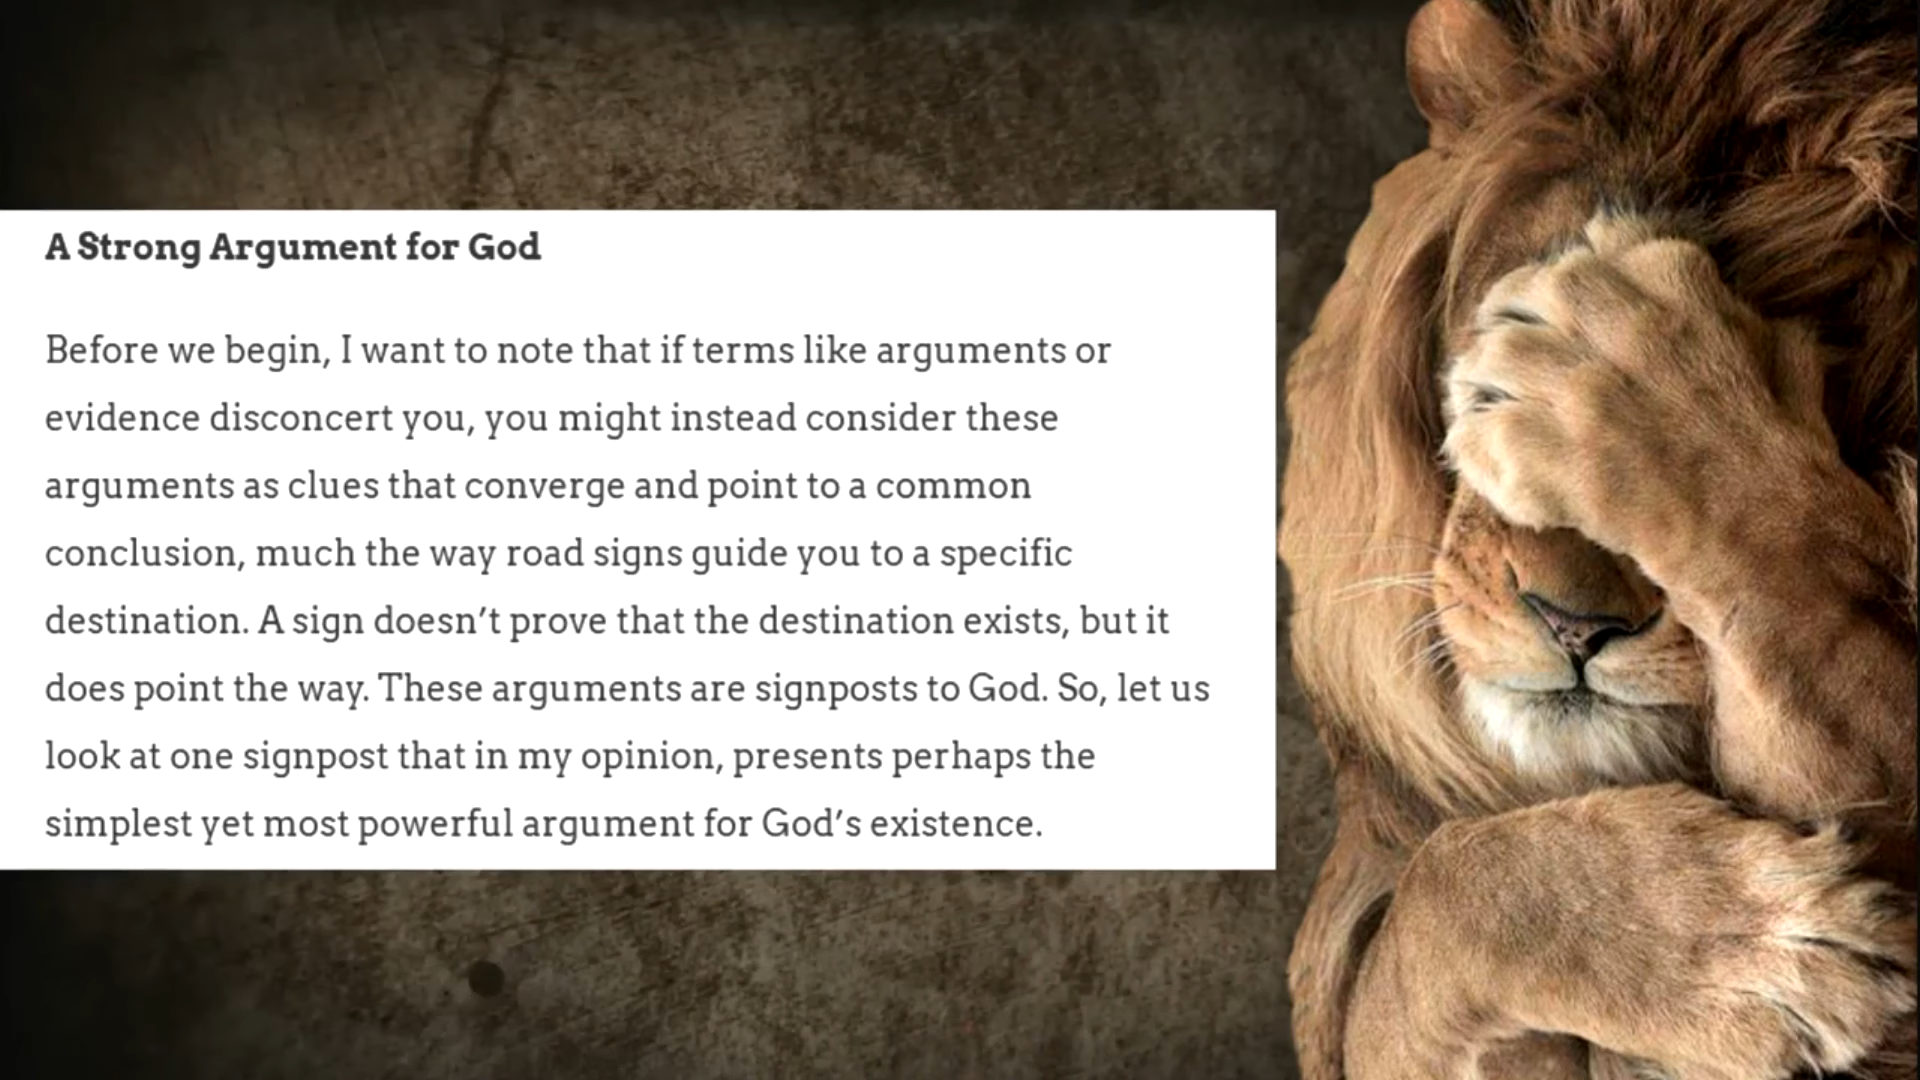 A Strong Argument for God
Before we begin, I want to note that if terms like arguments or
evidence disconcert you, you might instead consider these
arguments as clues that converge and point to a common
conclusion, much the way road signs guide you to a specific
destination. A sign doesn’t prove that the destination exists, but it
does point the way. These arguments are signposts to God. So, let us
look at one signpost that in my opinion, presents perhaps the
simplest yet most powerful argument for God’s existence.